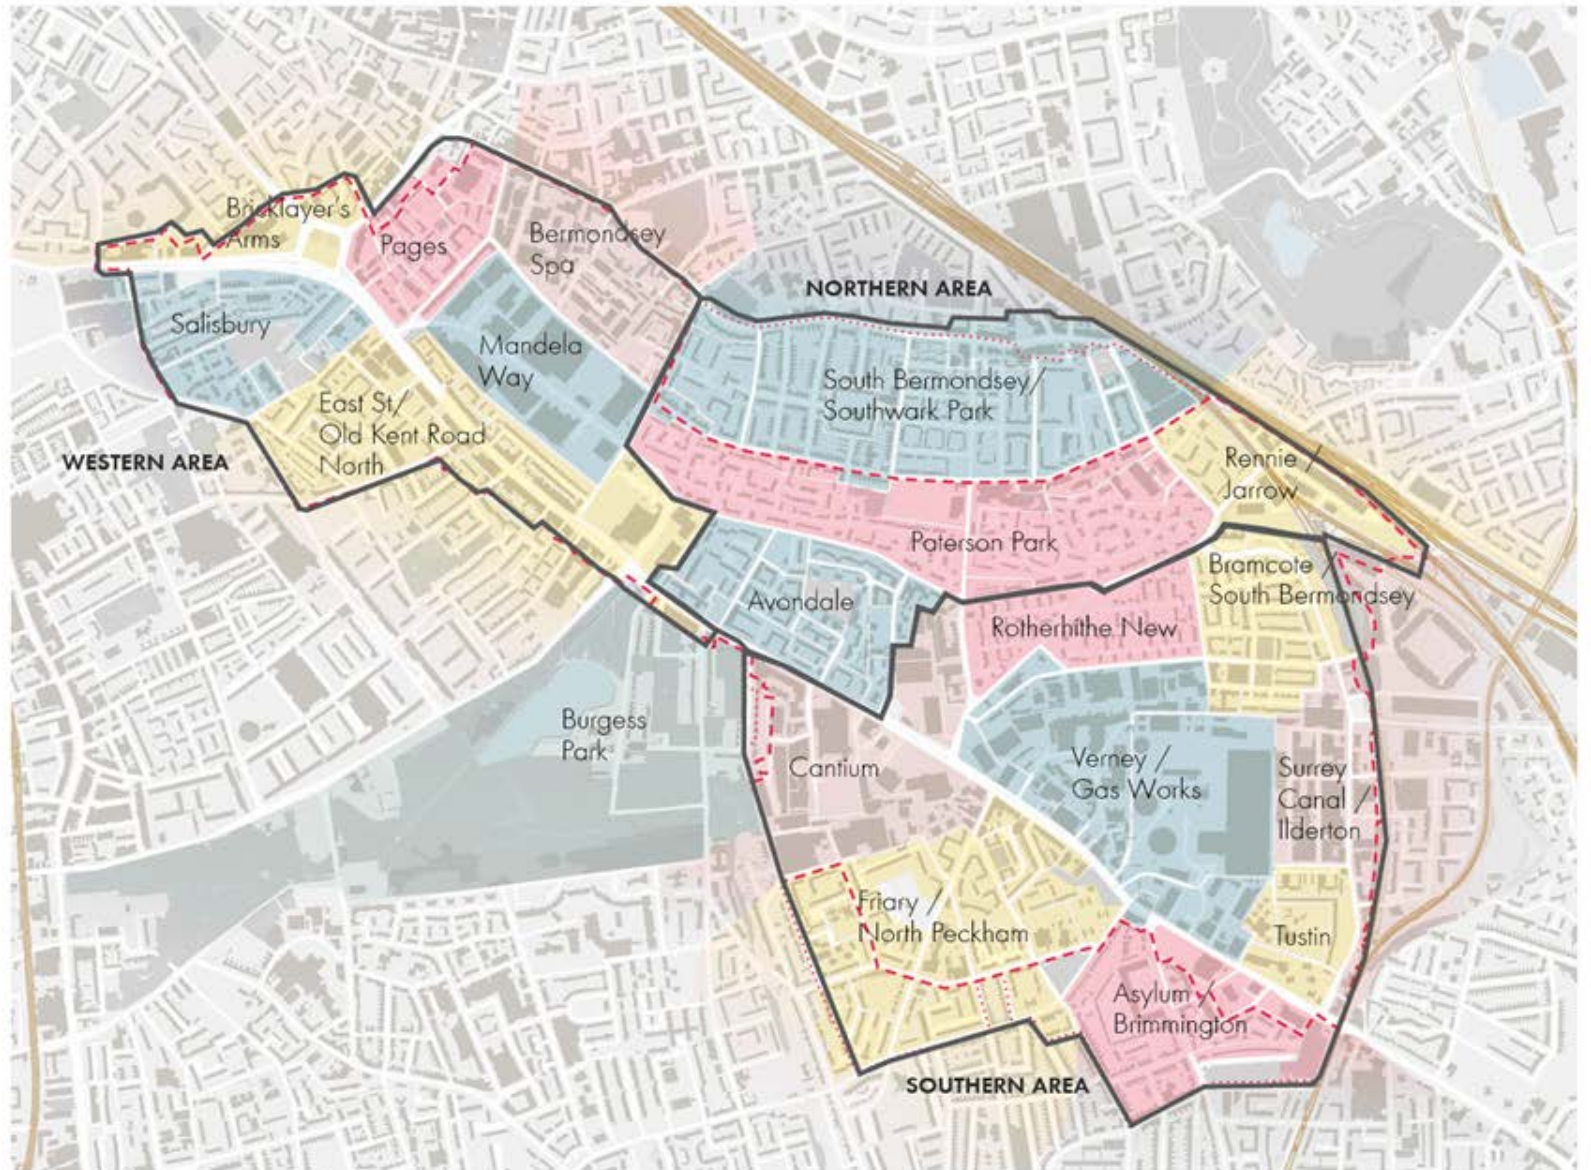 Bricklayer's
Arms
Pages
Bermondsey
Spa
NORTHERN AREA
Salisbury
Mandela
Way
South Bermondsey/
Southwark Park
East St/
Old Kent Road
North
WESTERN AREA
Rennie /
Jarrow
Paterson Park
Bramcote /
South Bermondsey
Avondale
Rotherhithe New
Burgess
Park
Cantium
Verney /
Gas Works
Surrey
Canal /
Ilderton
Friary /
North Peckham
Tustin
Asylum /
Brimmington
SOUTHERN AREA